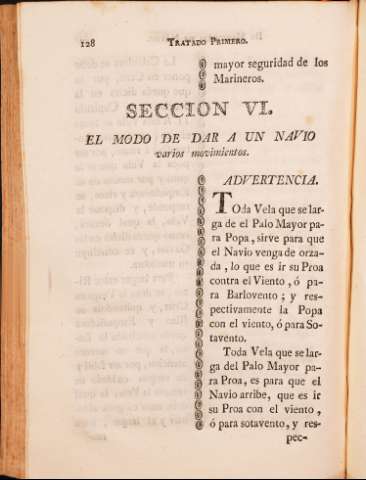 128 TRATADO PRIMERO.
mayor seguridad de los
Marineros.
SECCION VI.
EL MODO DE DAR A UN NAVIO
varios movimientos.
ADVERTENCIA.
TOda Vela que se lar-
ga de el Palo Mayor pa-
ra Popa, sirve para que
el Navio venga de orza-
da, lo que es ir su Proa
contra el Viento, ó pa-
ra Barlovento; y res-
pectivamente la Popa
con el viento, ó para So-
tavento.
Toda Vela que se lar-
ga del Palo Mayor pa-
ra Proa, es para que el
Navio arribe, que es ir
su Proa con el viento,
ó para sotavento, y res-
pec-